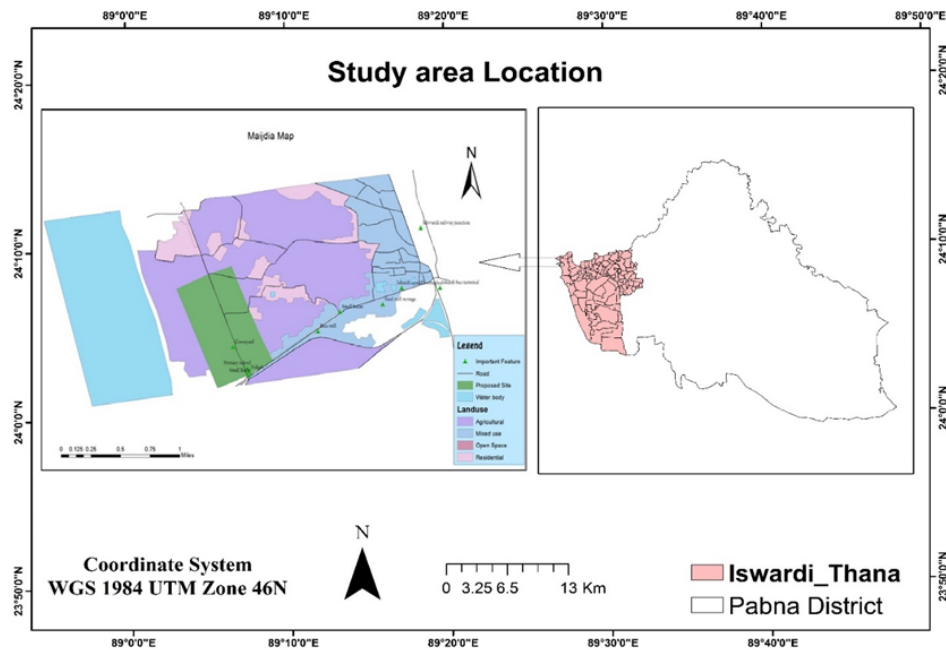 89°0'0"E 89°10'0"E 89°20'0"E 89°30'0"E 89°40'0"E 89°50'0"E
Study area Location
24°20'0"N 24°20'0"N
Maijdia Map
N
24°10'0"N 24°10'0"N
Rice mill
Graveyard
Legend
Important Feature
Road
Proposed Site
Water body
Landuse
Agricultural
Mixed use
Open Space
Residential
24°0'0"N 24°0'0"N
0 0.125 0.25 0.5 0.75 1
Miles
N
Coordinate System
WGS 1984 UTM Zone 46N
0 3.25 6.5 13 Km
Iswardi_Thana
Pabna District
23°50'0"N 23°50'0"N
89°0'0"E 89°10'0"E 89°20'0"E 89°30'0"E 89°40'0"E